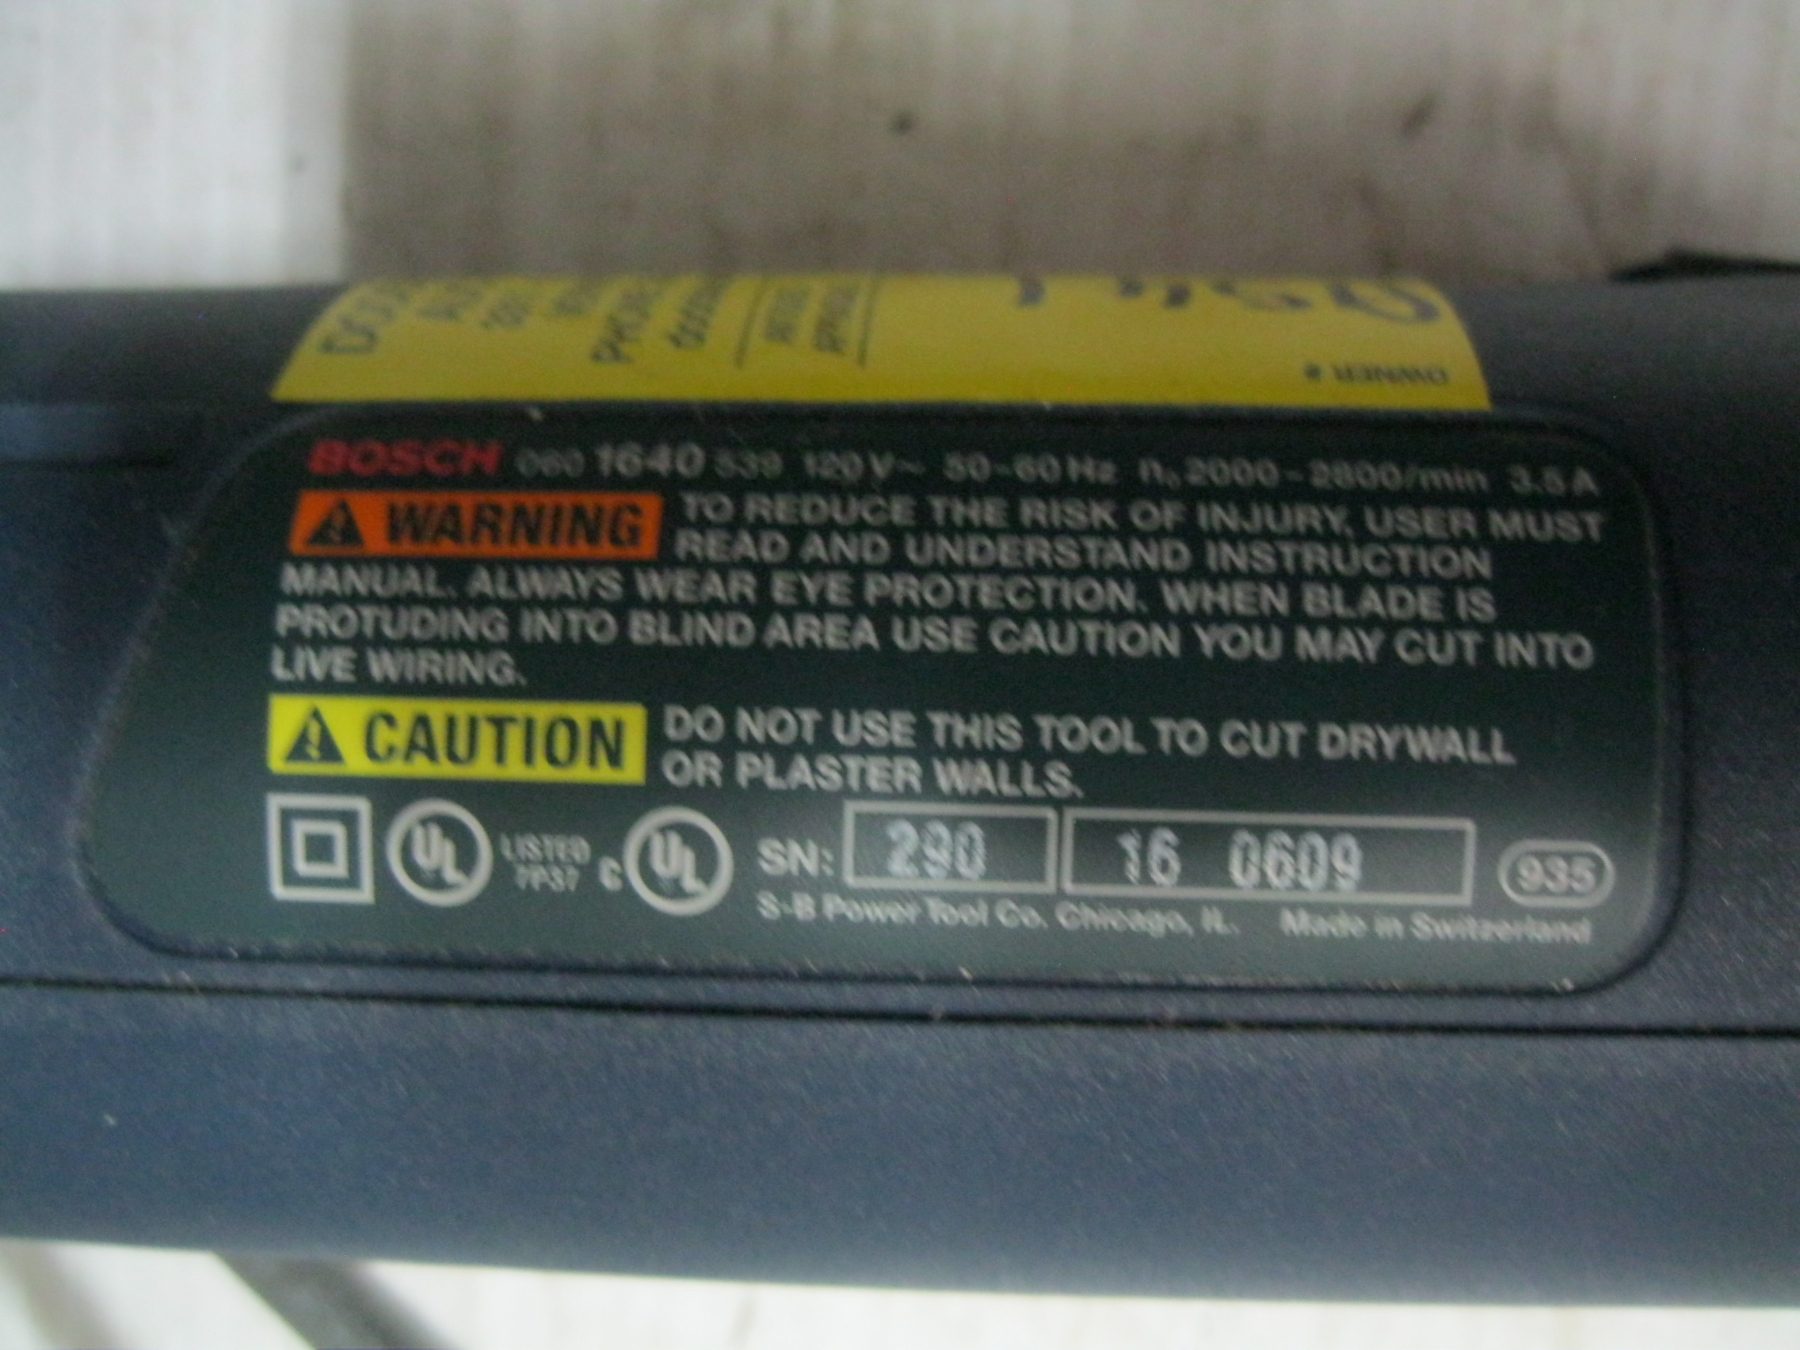 OWNER #
BOSCH 060 1640 539 120V~ 50-60Hz n₀ 2000-2800/min 3.5A
WARNING TO REDUCE THE RISK OF INJURY, USER MUST
READ AND UNDERSTAND INSTRUCTION
MANUAL. ALWAYS WEAR EYE PROTECTION. WHEN BLADE IS
PROTUDING INTO BLIND AREA USE CAUTION YOU MAY CUT INTO
LIVE WIRING.
CAUTION DO NOT USE THIS TOOL TO CUT DRYWALL
OR PLASTER WALLS.
UL LISTED c UL SN: 290 16 0609 935
7P37
S-B Power Tool Co. Chicago, IL. Made in Switzerland